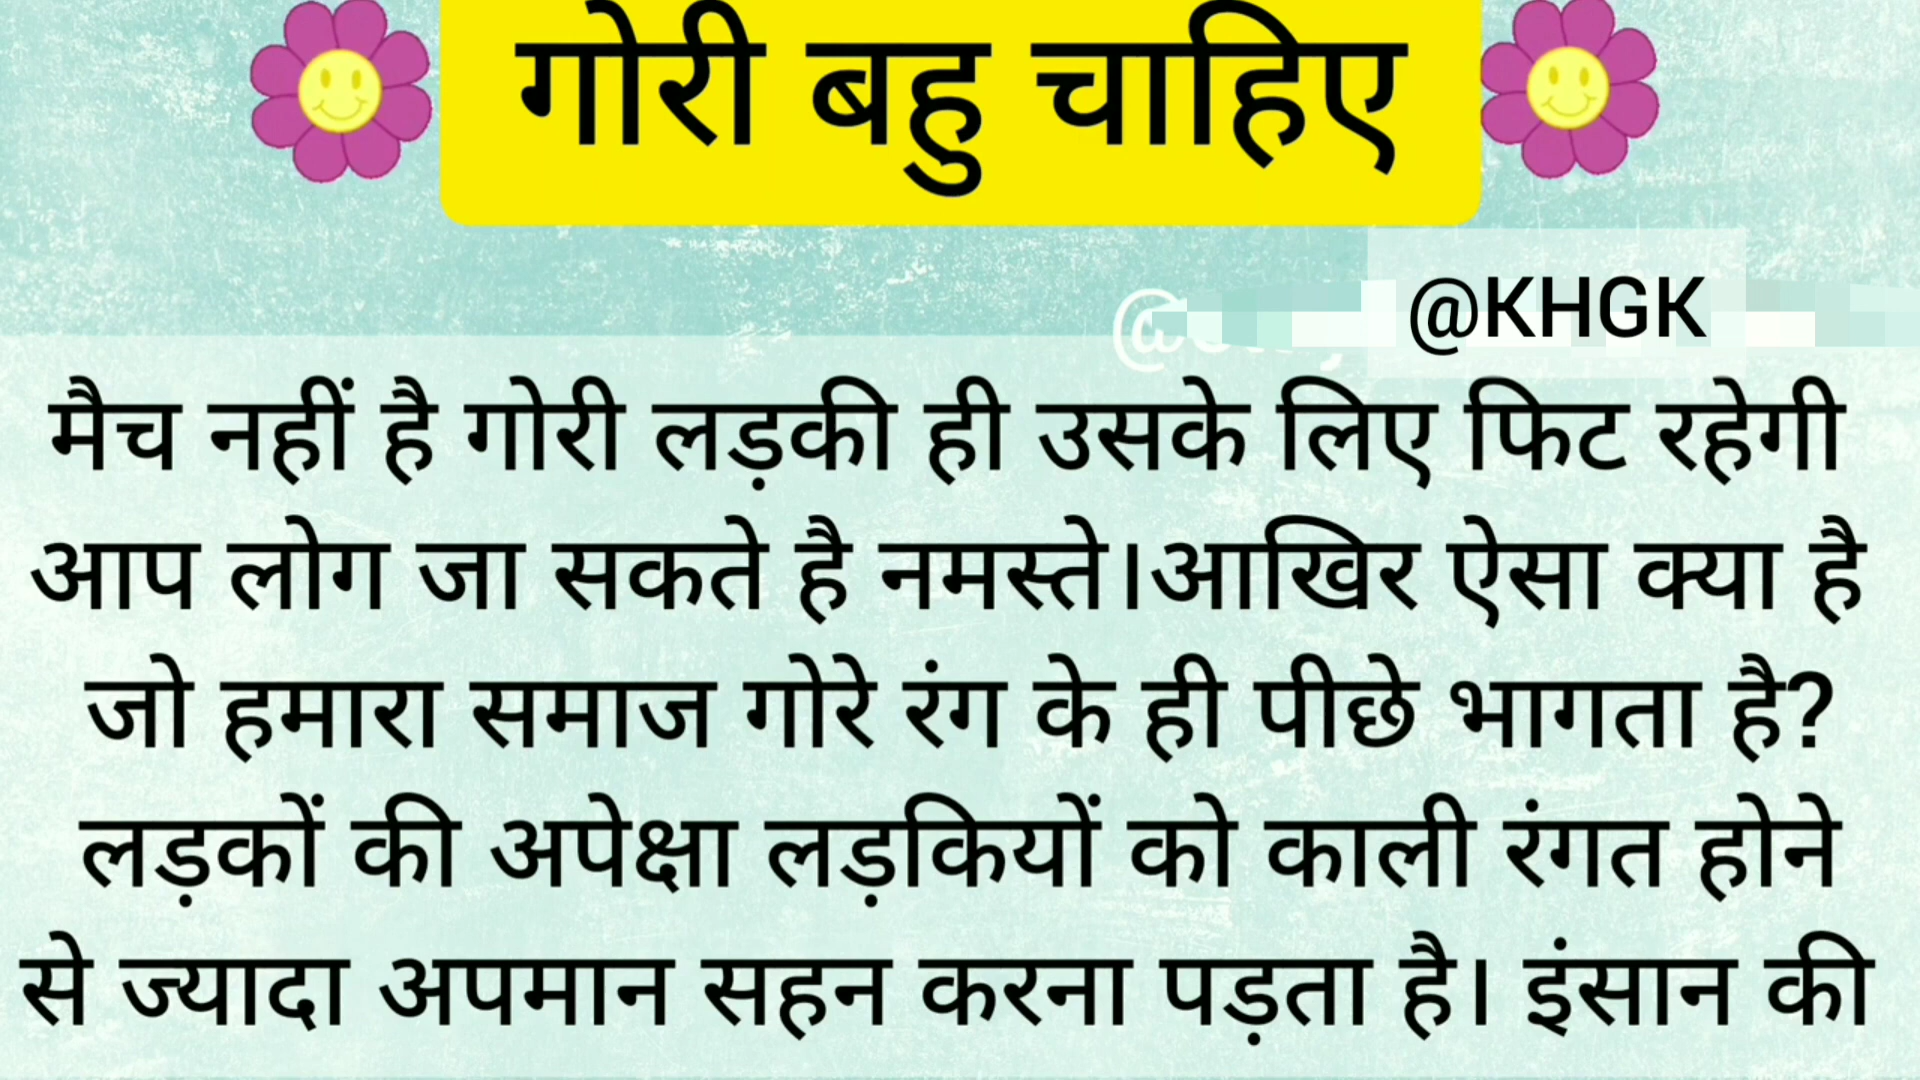 गोरी बहु चाहिए
@KHGK
मैच नहीं है गोरी लड़की ही उसके लिए फिट रहेगी
आप लोग जा सकते है नमस्ते।आखिर ऐसा क्या है
जो हमारा समाज गोरे रंग के ही पीछे भागता है?
लड़कों की अपेक्षा लड़कियों को काली रंगत होने
से ज्यादा अपमान सहन करना पड़ता है। इंसान की